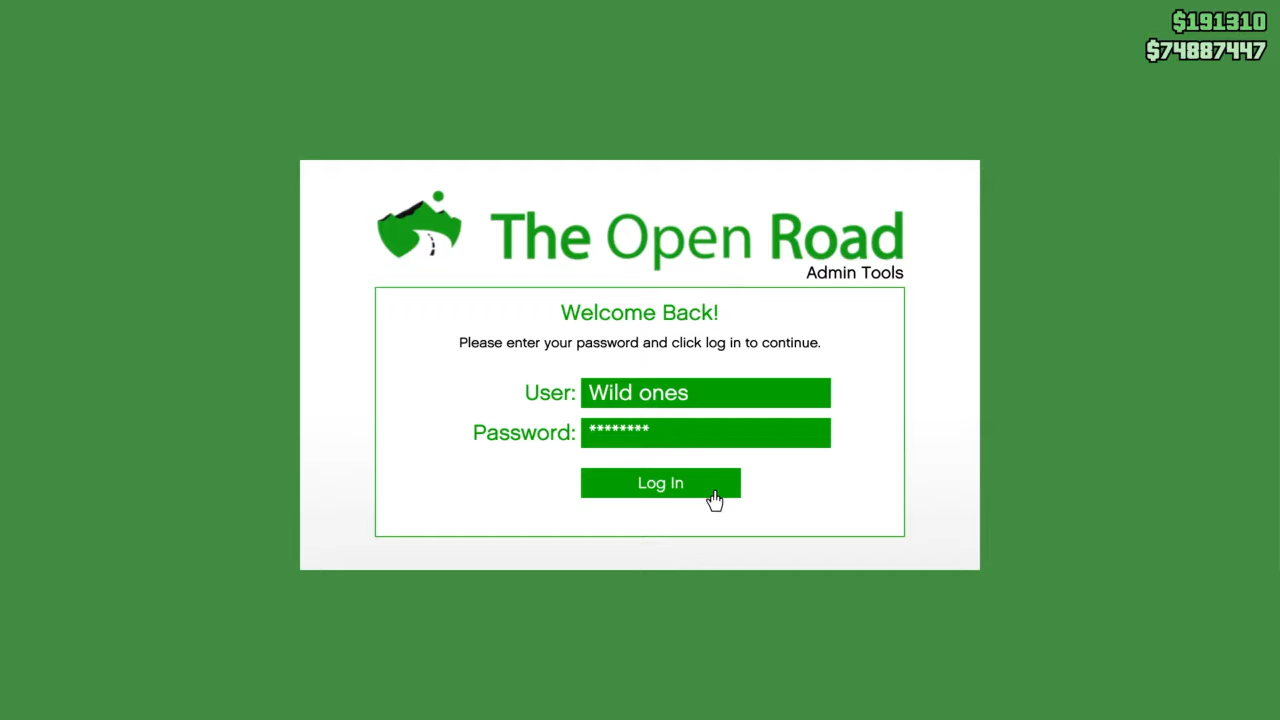 $191310
$74887447
The Open Road
Admin Tools
Welcome Back!
Please enter your password and click log in to continue.
User: Wild ones
Password: ********
Log In